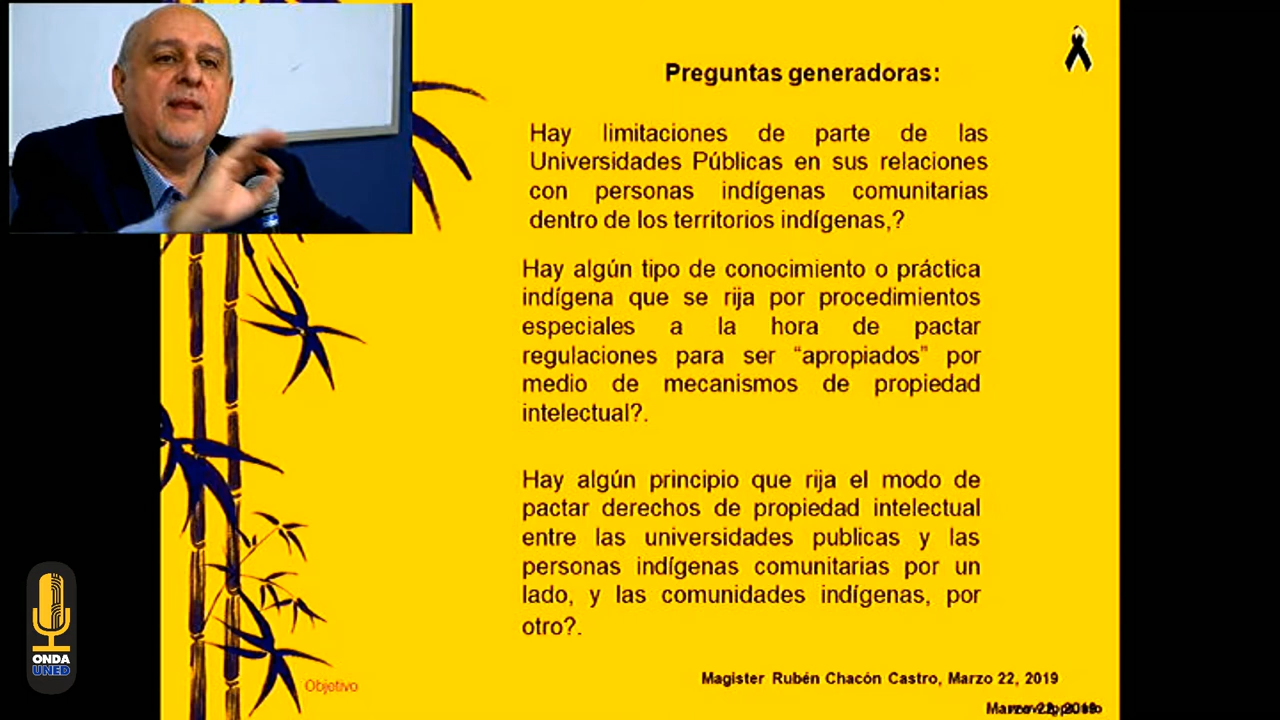 Preguntas generadoras:
Hay limitaciones de parte de las
Universidades Públicas en sus relaciones
con personas indígenas comunitarias
dentro de los territorios indígenas,?
Hay algún tipo de conocimiento o práctica
indígena que se rija por procedimientos
especiales a la hora de pactar
regulaciones para ser “apropiados” por
medio de mecanismos de propiedad
intelectual?.
Hay algún principio que rija el modo de
pactar derechos de propiedad intelectual
entre las universidades publicas y las
personas indígenas comunitarias por un
lado, y las comunidades indígenas, por
otro?.
Magister Rubén Chacón Castro, Marzo 22, 2019
Objetivo
ONDA
UNED